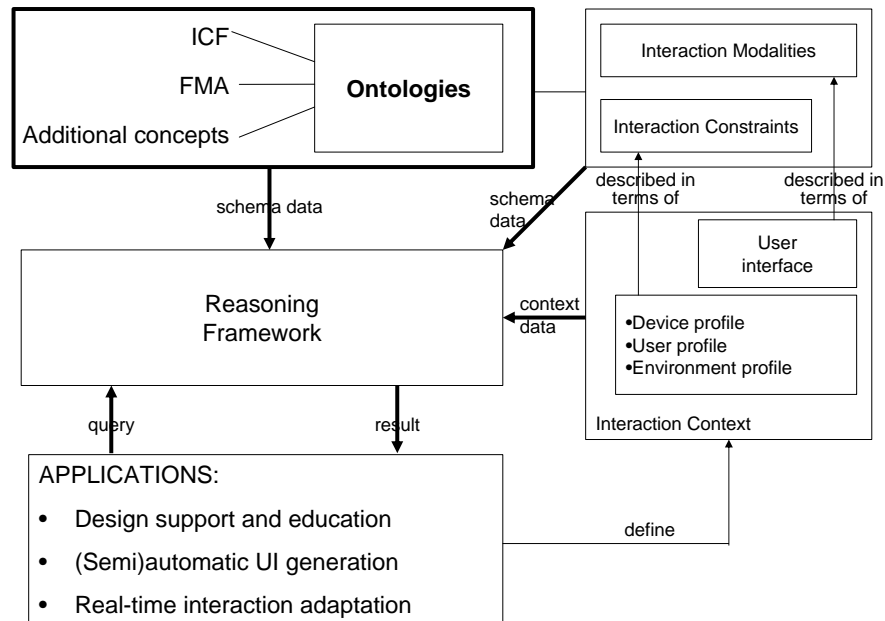 ICF
FMA
Additional concepts
Ontologies
Interaction Modalities
Interaction Constraints
schema data
schema
data
described in
terms of
described in
terms of
User
interface
Reasoning
Framework
context
data
•Device profile
•User profile
•Environment profile
Interaction Context
query
result
APPLICATIONS:
• Design support and education
• (Semi)automatic UI generation
• Real-time interaction adaptation
define